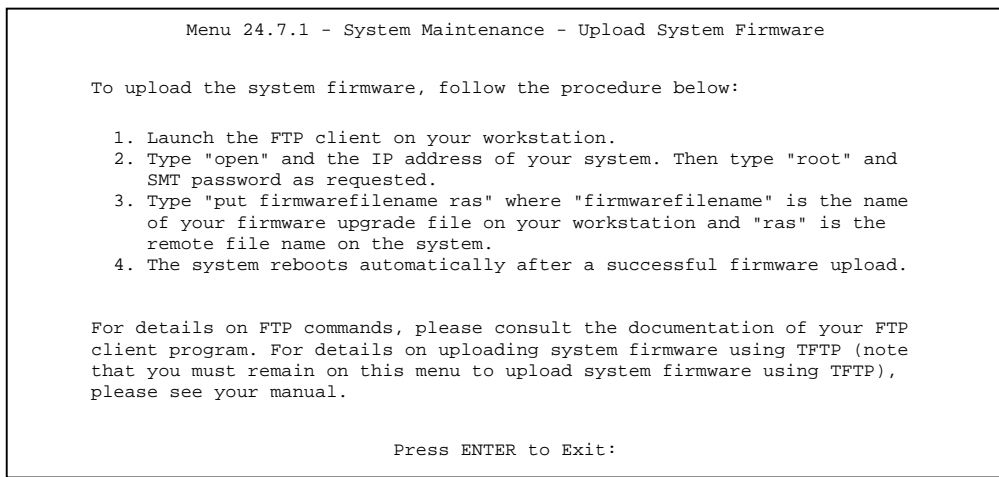 Menu 24.7.1 - System Maintenance - Upload System Firmware
To upload the system firmware, follow the procedure below:
1. Launch the FTP client on your workstation.
2. Type "open" and the IP address of your system. Then type "root" and
SMT password as requested.
3. Type "put firmwarefilename ras" where "firmwarefilename" is the name
of your firmware upgrade file on your workstation and "ras" is the
remote file name on the system.
4. The system reboots automatically after a successful firmware upload.
For details on FTP commands, please consult the documentation of your FTP
client program. For details on uploading system firmware using TFTP (note
that you must remain on this menu to upload system firmware using TFTP),
please see your manual.
Press ENTER to Exit: